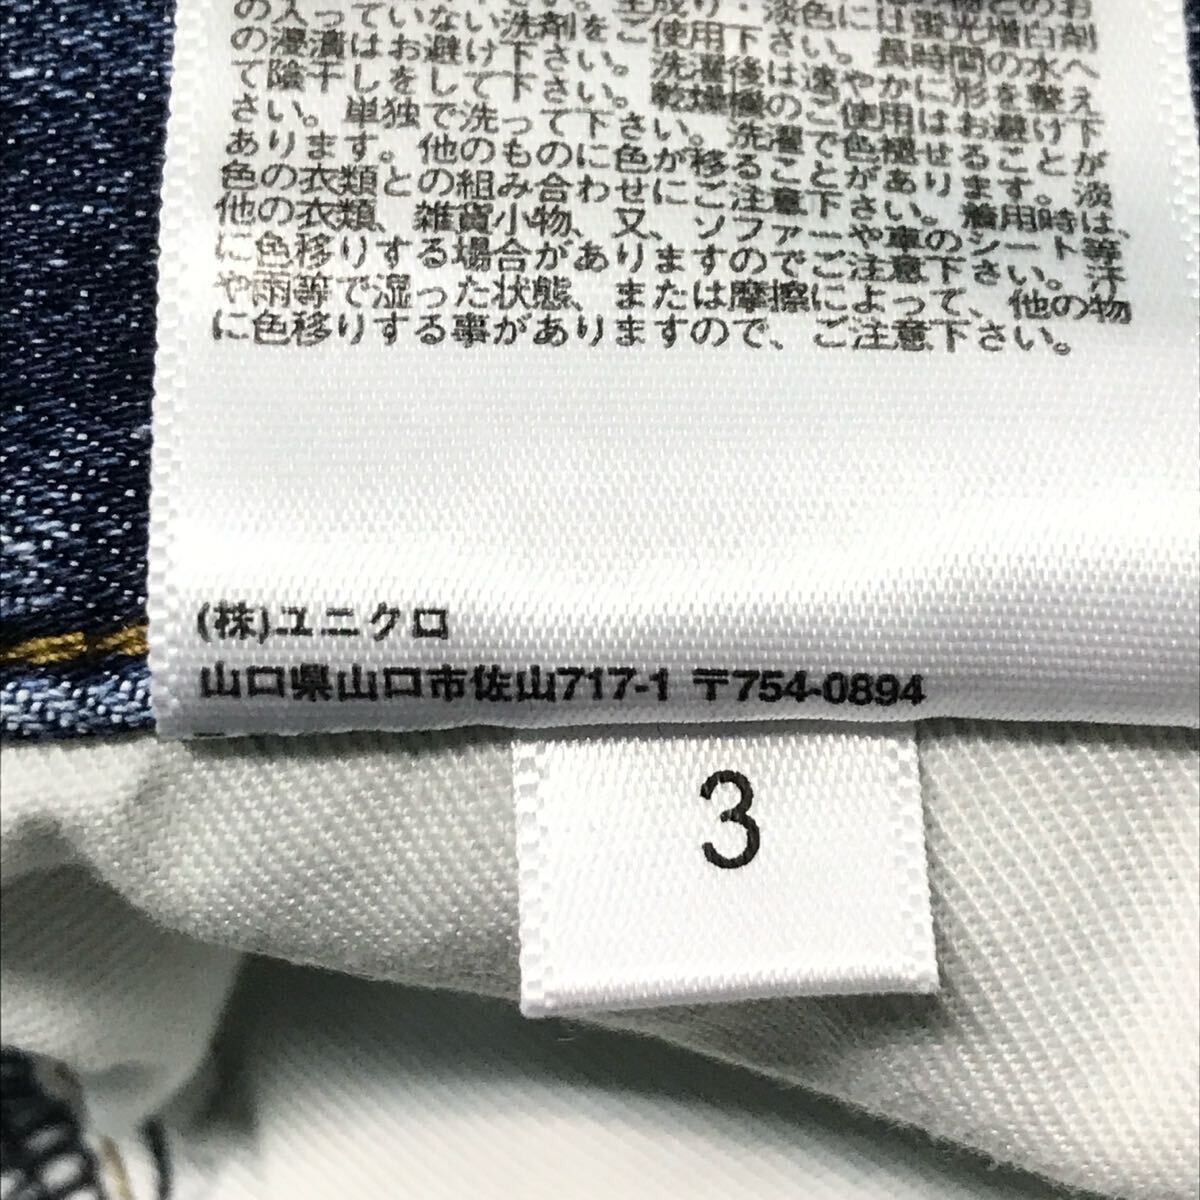 の入っていない洗剤をご使用下さい。長時間の水へ
の浸漬はお避け下さい。洗濯後は速やかに形を整え
て陰干しをして下さい。乾燥機のご使用はお避け下
さい。単独で洗って下さい。洗濯で色褪せることが
あります。他のものに色が移ることがあります。淡
色の衣類との組み合わせにご注意下さい。着用時は、
他の衣類、雑貨小物、又、ソファーや車のシート等
に色移りする場合がありますのでご注意下さい。汗
や雨等で湿った状態、または摩擦によって、他の物
に色移りする事がありますので、ご注意下さい。
(株)ユニクロ
山口県山口市佐山717-1 〒754-0894
3